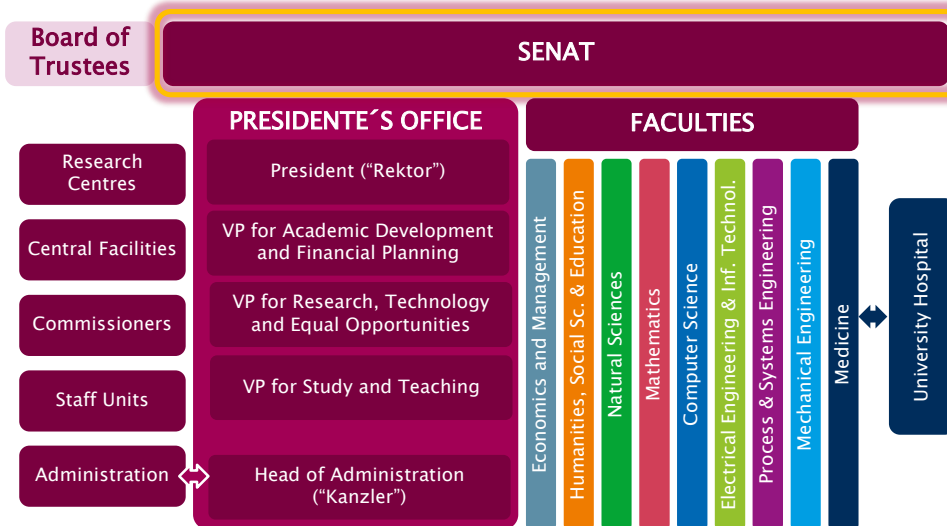 Board of
Trustees
SENAT
PRESIDENTE´S OFFICE
FACULTIES
Research
Centres
Central Facilities
Commissioners
Staff Units
Administration
President (“Rektor”)
VP for Academic Development
and Financial Planning
VP for Research, Technology
and Equal Opportunities
VP for Study and Teaching
Head of Administration
(“Kanzler”)
Economics and Management
Humanities, Social Sc. & Education
Natural Sciences
Mathematics
Computer Science
Electrical Engineering & Inf. Technol.
Process & Systems Engineering
Mechanical Engineering
Medicine
University Hospital